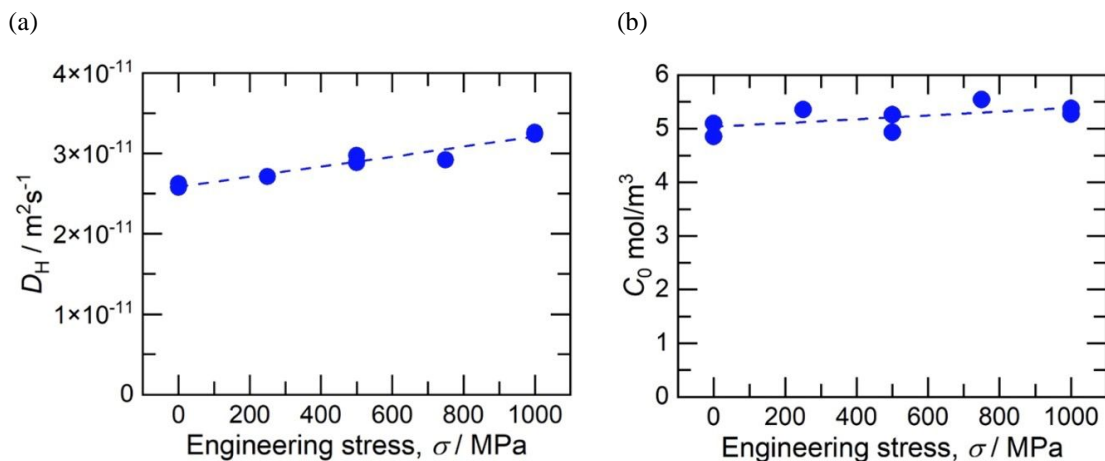 (a)
(b)
4×10⁻¹¹
3×10⁻¹¹
2×10⁻¹¹
1×10⁻¹¹
0
D_H / m²s⁻¹
0 200 400 600 800 1000
Engineering stress, σ / MPa
6
5
4
3
2
1
0
C₀ mol/m³
0 200 400 600 800 1000
Engineering stress, σ / MPa